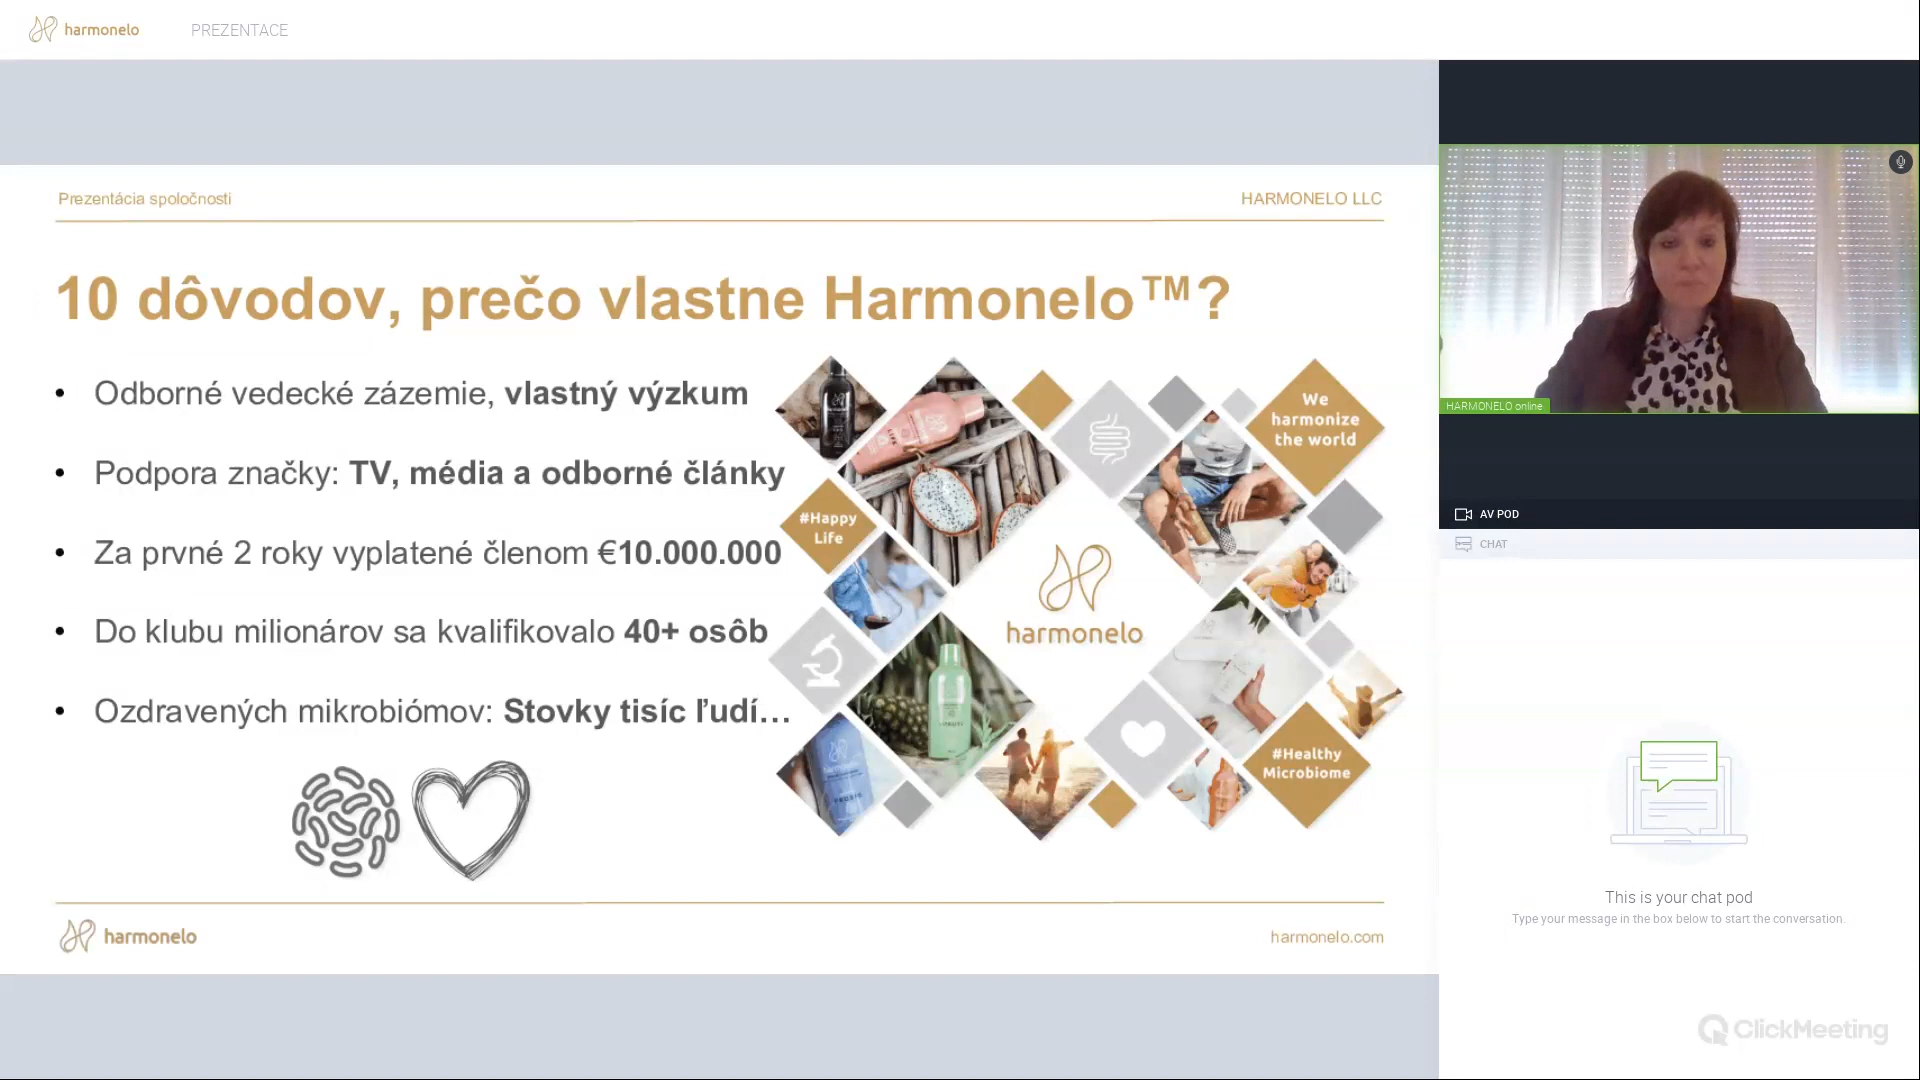 harmonelo
PREZENTACE
Prezentácia spoločnosti
HARMONELO LLC
10 dôvodov, prečo vlastne Harmonelo™?
• Odborné vedecké zázemie, vlastný výzkum
• Podpora značky: TV, média a odborné články
• Za prvné 2 roky vyplatené členom €10.000.000
• Do klubu milionárov sa kvalifikovalo 40+ osôb
• Ozdravených mikrobiómov: Stovky tisíc ľudí...
We
harmonize
the world
#Happy
Life
harmonelo
#Healthy
Microbiome
harmonelo
harmonelo.com
HARMONELO online
AV POD
CHAT
This is your chat pod
Type your message in the box below to start the conversation.
ClickMeeting